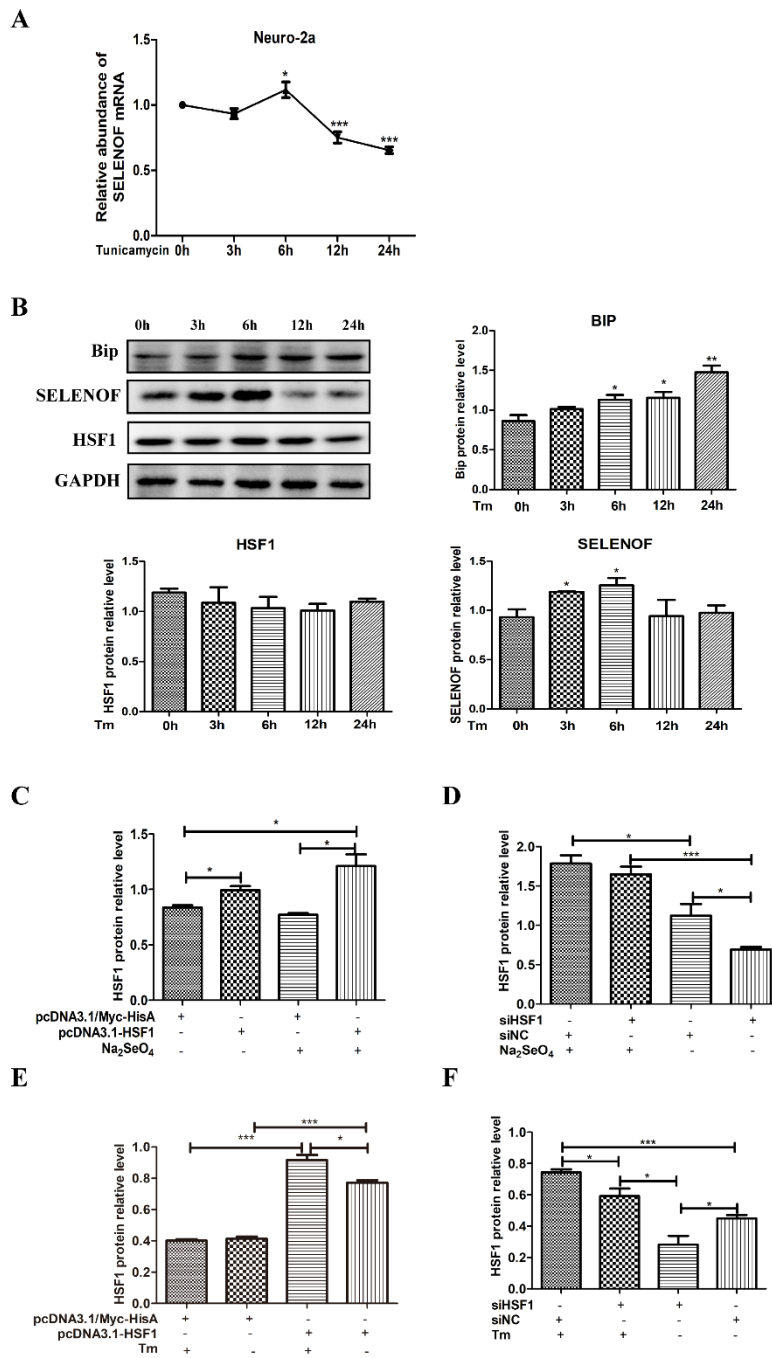 A
Neuro-2a
Relative abundance of
SELENOF mRNA
1.5
1.0
0.5
0.0
*
***
***
Tunicamycin 0h 3h 6h 12h 24h
B
0h 3h 6h 12h 24h
Bip
SELENOF
HSF1
GAPDH
BIP
Bip protein relative level
2.0
1.5
1.0
0.5
0.0
* * **
Tm 0h 3h 6h 12h 24h
HSF1
HSF1 protein relative level
1.5
1.0
0.5
0.0
Tm 0h 3h 6h 12h 24h
SELENOF
SELENOF protein relative level
1.5
1.0
0.5
0.0
* *
Tm 0h 3h 6h 12h 24h
C
HSF1 protein relative level
1.5
1.0
0.5
0.0
*
* *
pcDNA3.1/Myc-HisA + - + -
pcDNA3.1-HSF1 - + - +
Na2SeO4 - - + +
D
HSF1 protein relative level
2.0
1.5
1.0
0.5
0.0
*
***
*
siHSF1 - + - +
siNC + - + -
Na2SeO4 + + - -
E
HSF1 protein relative level
1.0
0.8
0.6
0.4
0.2
0.0
***
*** *
pcDNA3.1/Myc-HisA + + - -
pcDNA3.1-HSF1 - - + +
Tm + - + -
F
HSF1 protein relative level
1.0
0.8
0.6
0.4
0.2
0.0
***
*
*
*
siHSF1 - + + -
siNC + - - +
Tm + + - -